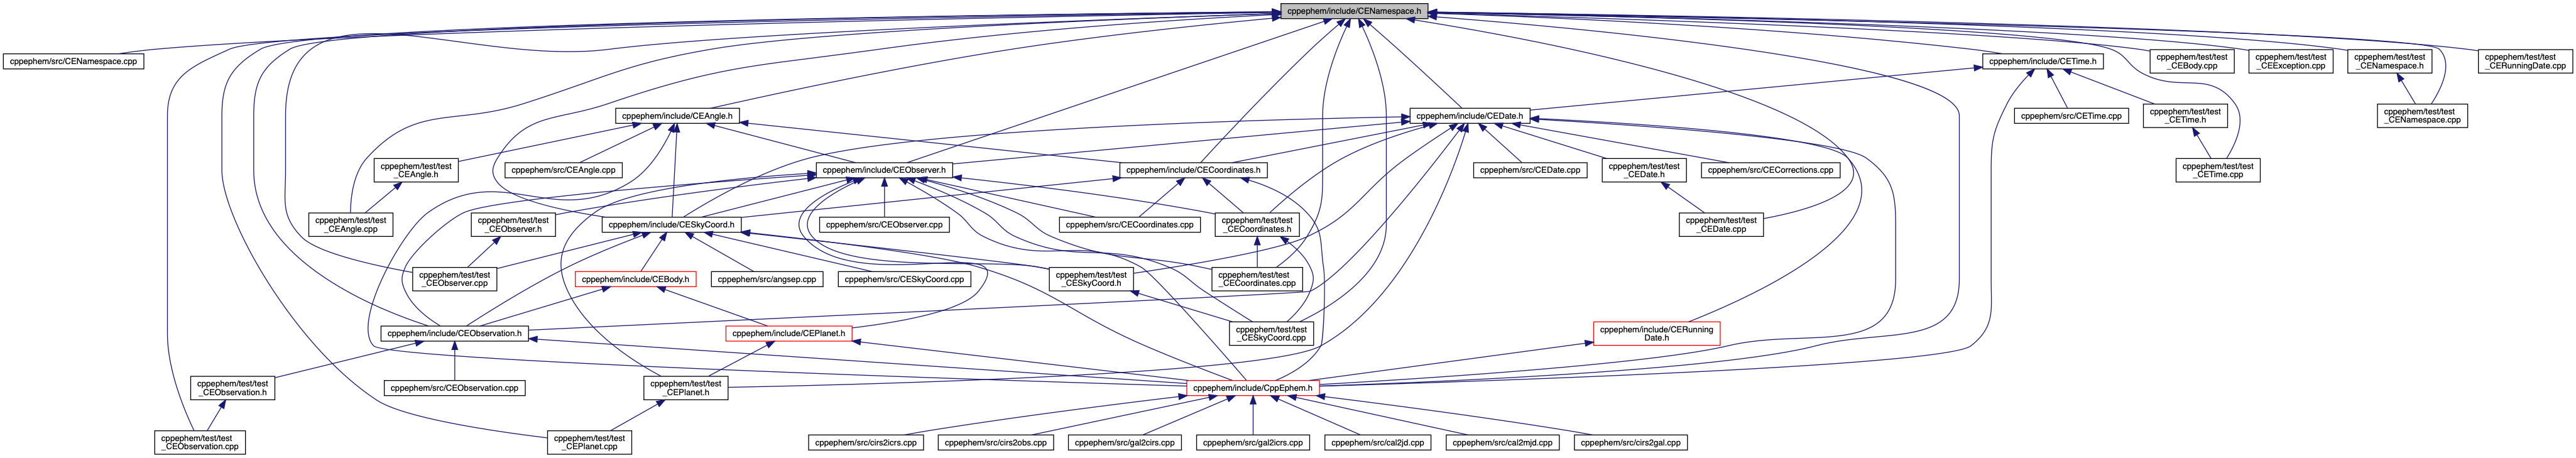 cppephem/include/CENamespace.h
cppephem/src/CENamespace.cpp
cppephem/include/CETime.h
cppephem/test/test
_CEBody.cpp
cppephem/test/test
_CEException.cpp
cppephem/test/test
_CENamespace.h
cppephem/test/test
_CERunningDate.cpp
cppephem/include/CEAngle.h
cppephem/include/CEDate.h
cppephem/src/CETime.cpp
cppephem/test/test
_CETime.h
cppephem/test/test
_CENamespace.cpp
cppephem/test/test
_CEAngle.h
cppephem/src/CEAngle.cpp
cppephem/include/CEObserver.h
cppephem/include/CECoordinates.h
cppephem/src/CEDate.cpp
cppephem/test/test
_CEDate.h
cppephem/src/CECorrections.cpp
cppephem/test/test
_CETime.cpp
cppephem/test/test
_CEAngle.cpp
cppephem/test/test
_CEObserver.h
cppephem/include/CESkyCoord.h
cppephem/src/CEObserver.cpp
cppephem/src/CECoordinates.cpp
cppephem/test/test
_CECoordinates.h
cppephem/test/test
_CEDate.cpp
cppephem/test/test
_CEObserver.cpp
cppephem/include/CEBody.h
cppephem/src/angsep.cpp
cppephem/src/CESkyCoord.cpp
cppephem/test/test
_CESkyCoord.h
cppephem/test/test
_CECoordinates.cpp
cppephem/include/CEObservation.h
cppephem/include/CEPlanet.h
cppephem/test/test
_CESkyCoord.cpp
cppephem/include/CERunning
Date.h
cppephem/test/test
_CEObservation.h
cppephem/src/CEObservation.cpp
cppephem/test/test
_CEPlanet.h
cppephem/include/CppEphem.h
cppephem/test/test
_CEObservation.cpp
cppephem/test/test
_CEPlanet.cpp
cppephem/src/cirs2icrs.cpp
cppephem/src/cirs2obs.cpp
cppephem/src/gal2cirs.cpp
cppephem/src/gal2icrs.cpp
cppephem/src/cal2jd.cpp
cppephem/src/cal2mjd.cpp
cppephem/src/cirs2gal.cpp